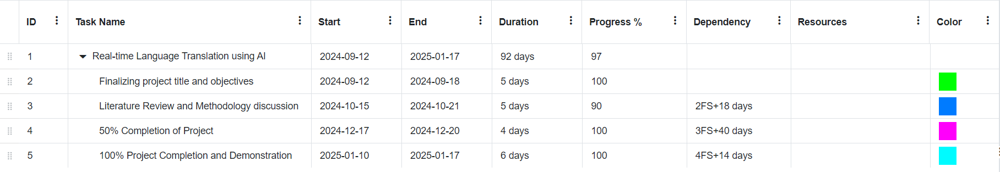 ID Task Name Start End Duration Progress % Dependency Resources Color
1 Real-time Language Translation using AI 2024-09-12 2025-01-17 92 days 97
2 Finalizing project title and objectives 2024-09-12 2024-09-18 5 days 100
3 Literature Review and Methodology discussion 2024-10-15 2024-10-21 5 days 90 2FS+18 days
4 50% Completion of Project 2024-12-17 2024-12-20 4 days 100 3FS+40 days
5 100% Project Completion and Demonstration 2025-01-10 2025-01-17 6 days 100 4FS+14 days